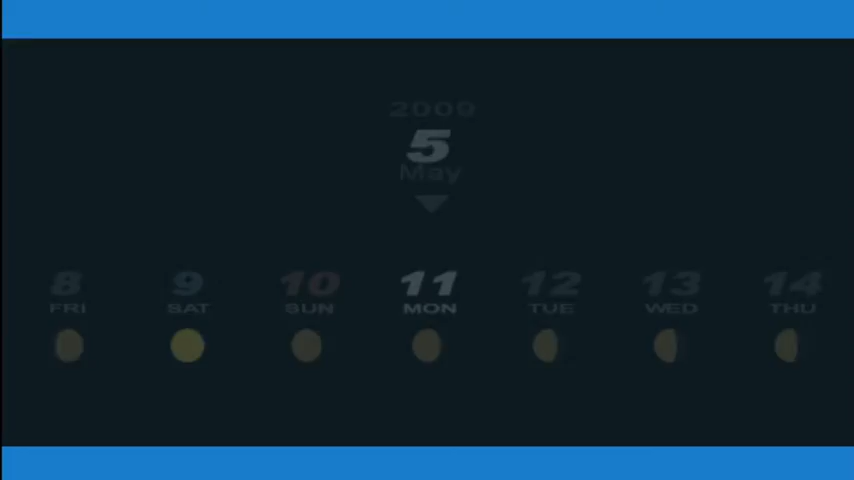 2009
5
May
8 9 10 11 12 13 14
FRI SAT SUN MON TUE WED THU